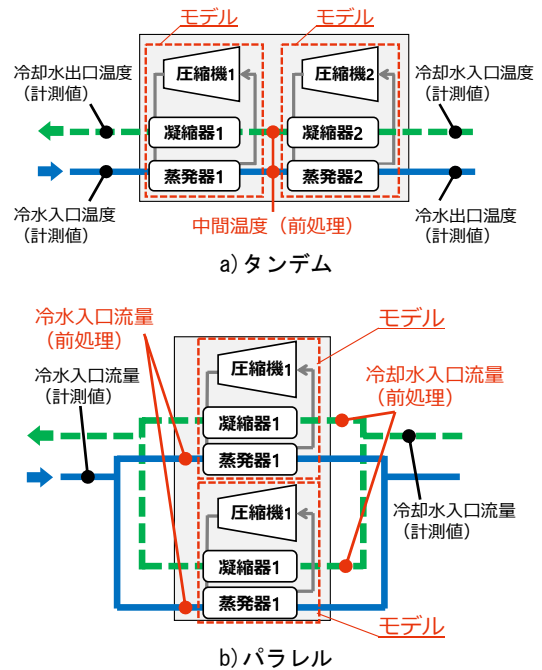 モデル
モデル
冷却水出口温度
（計測値）
圧縮機1
圧縮機2
冷却水入口温度
（計測値）
凝縮器1
凝縮器2
蒸発器1
蒸発器2
冷水入口温度
（計測値）
中間温度（前処理）
冷水出口温度
（計測値）
a)タンデム
冷水入口流量
（前処理）
モデル
冷水入口流量
（計測値）
圧縮機1
冷却水入口流量
（前処理）
凝縮器1
蒸発器1
圧縮機1
冷却水入口流量
（計測値）
凝縮器1
蒸発器1
モデル
b)パラレル